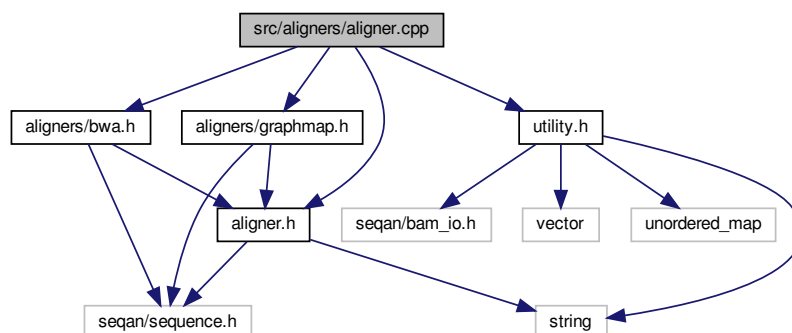 src/aligners/aligner.cpp
aligners/bwa.h
aligners/graphmap.h
utility.h
aligner.h
seqan/bam_io.h
vector
unordered_map
seqan/sequence.h
string